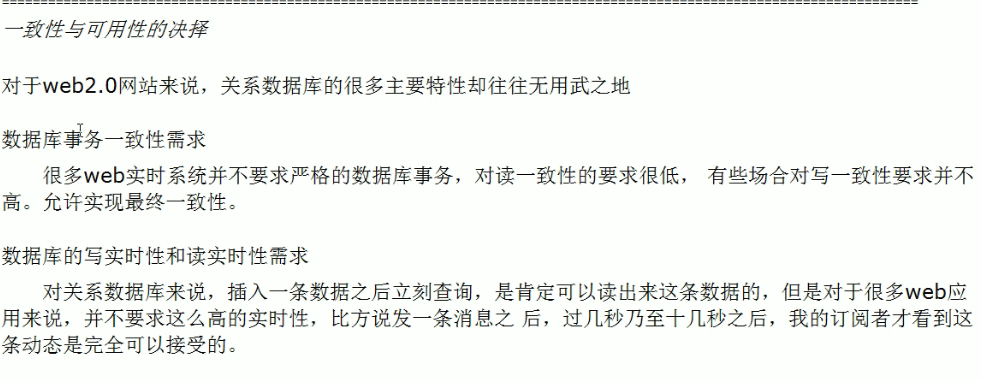 一致性与可用性的决择
对于web2.0网站来说，关系数据库的很多主要特性却往往无用武之地
数据库事务一致性需求
很多web实时系统并不要求严格的数据库事务，对读一致性的要求很低， 有些场合对写一致性要求并不
高。允许实现最终一致性。
数据库的写实时性和读实时性需求
对关系数据库来说，插入一条数据之后立刻查询，是肯定可以读出来这条数据的，但是对于很多web应
用来说，并不要求这么高的实时性，比方说发一条消息之 后，过几秒乃至十几秒之后，我的订阅者才看到这
条动态是完全可以接受的。